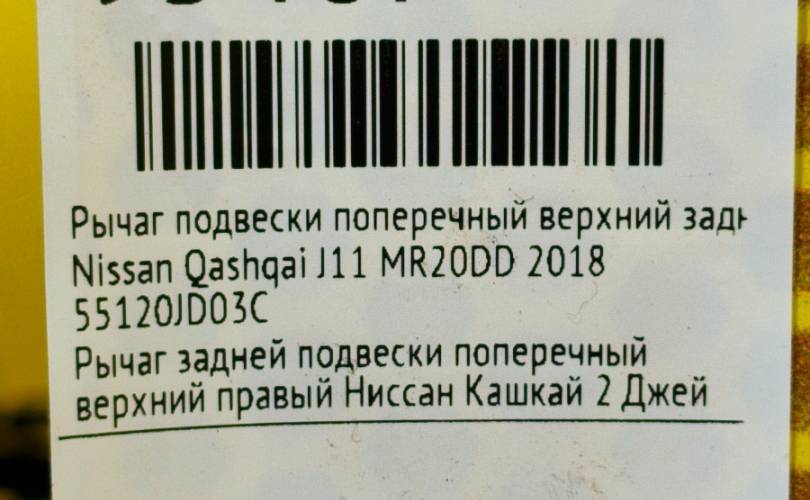 Рычаг подвески поперечный верхний задн
Nissan Qashqai J11 MR20DD 2018
55120JD03C
Рычаг задней подвески поперечный
верхний правый Ниссан Кашкай 2 Джей